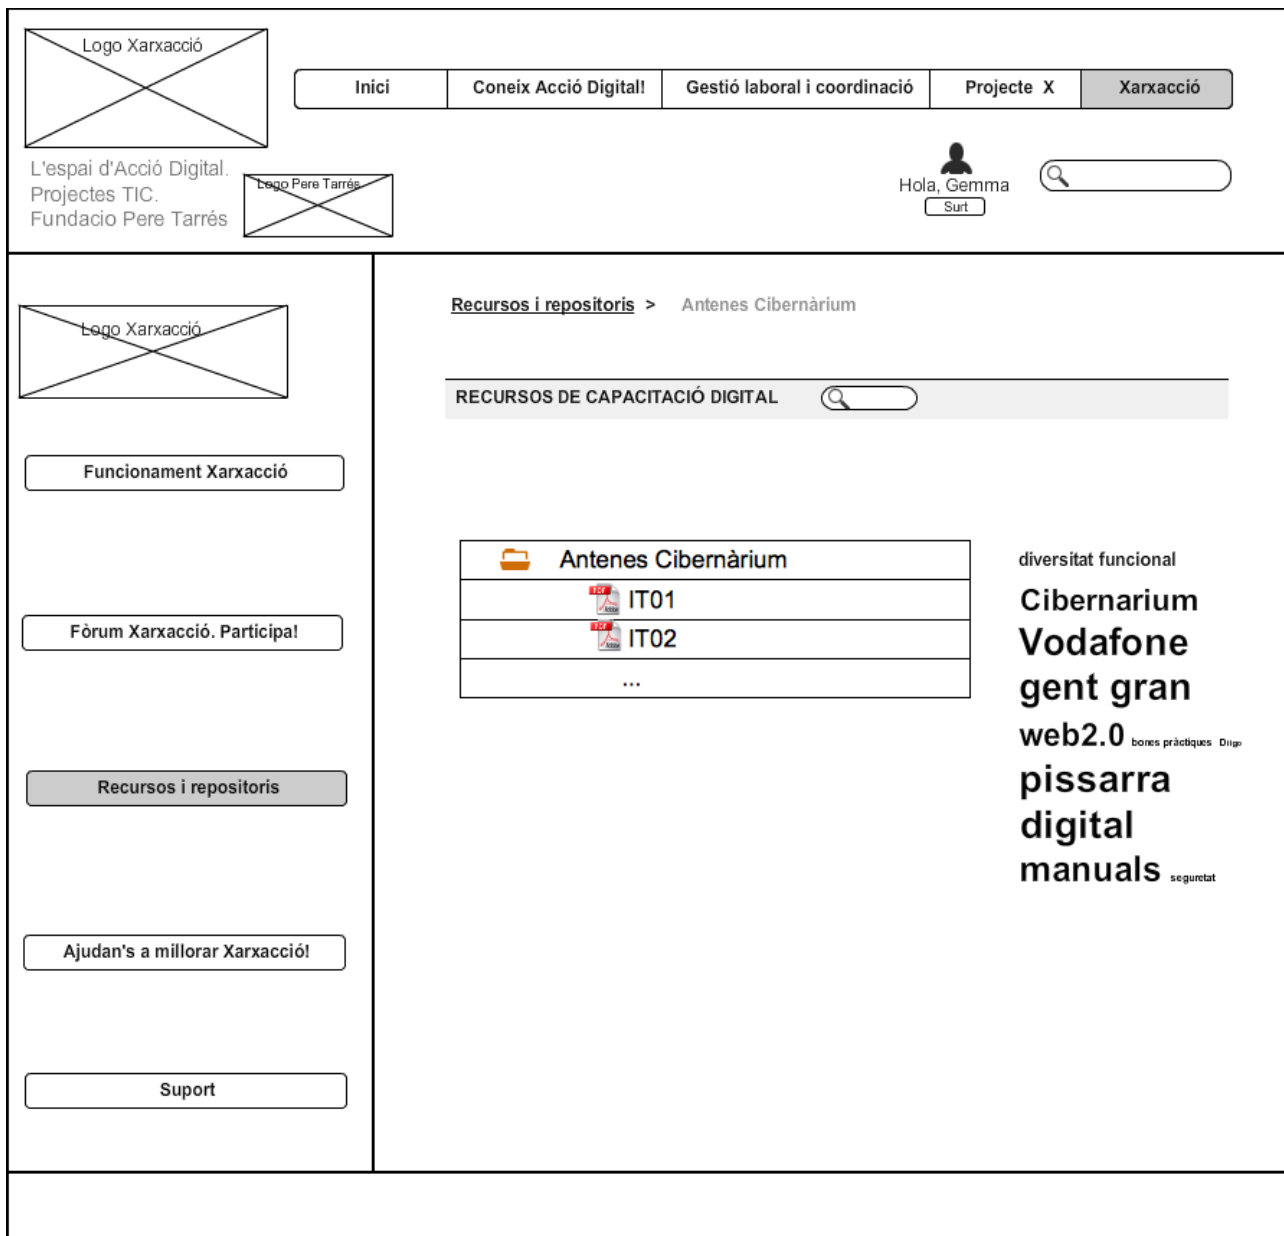 Logo Xarxacció
Inici
Coneix Acció Digital!
Gestió laboral i coordinació
Projecte X
Xarxacció
L'espai d'Acció Digital.
Projectes TIC.
Fundacio Pere Tarrés
Logo Pere Tarrés
Hola, Gemma
Surt
Logo Xarxacció
Funcionament Xarxacció
Fòrum Xarxacció. Participa!
Recursos i repositoris
Ajudan's a millorar Xarxacció!
Suport
Recursos i repositoris > Antenes Cibernàrium
RECURSOS DE CAPACITACIÓ DIGITAL
Antenes Cibernàrium
IT01
IT02
...
diversitat funcional
Cibernarium
Vodafone
gent gran
web2.0 bones pràctiques Diigo
pissarra
digital
manuals seguretat